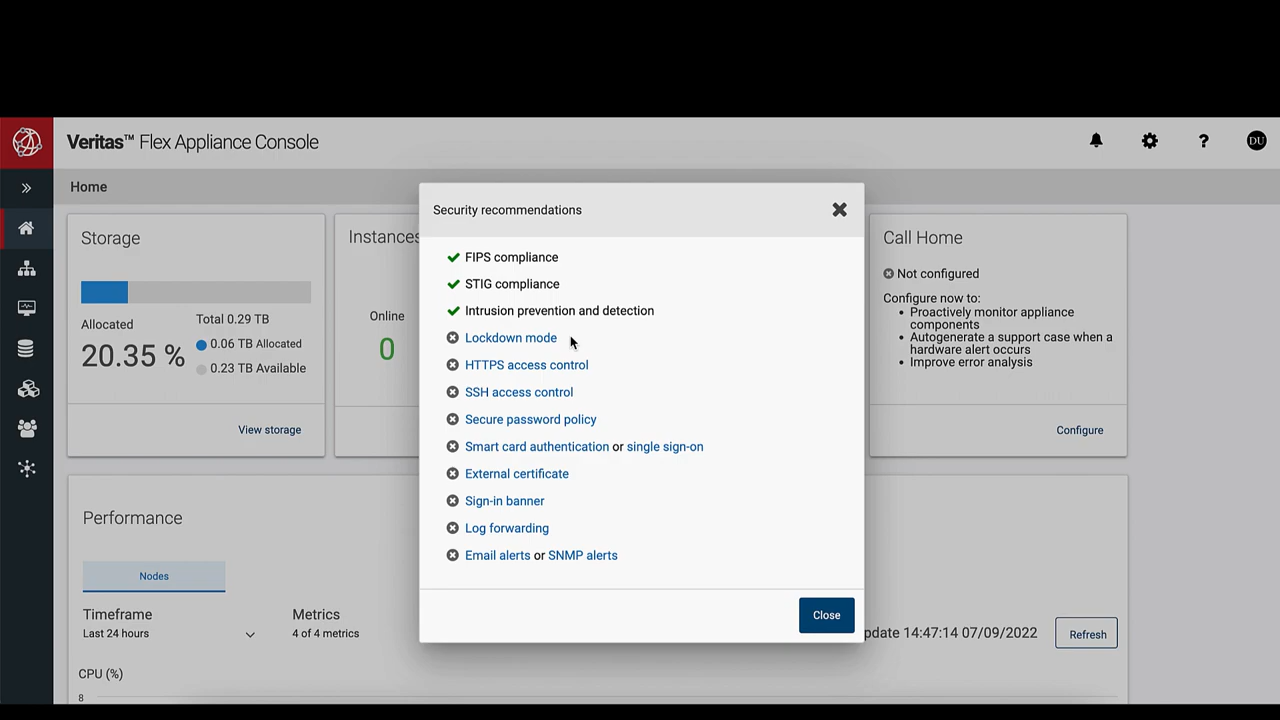 Veritas™ Flex Appliance Console
DU
Home
Storage
Allocated
20.35 %
Total 0.29 TB
0.06 TB Allocated
0.23 TB Available
View storage
Instances
Online
0
Security recommendations
FIPS compliance
STIG compliance
Intrusion prevention and detection
Lockdown mode
HTTPS access control
SSH access control
Secure password policy
Smart card authentication or single sign-on
External certificate
Sign-in banner
Log forwarding
Email alerts or SNMP alerts
Close
Call Home
Not configured
Configure now to:
• Proactively monitor appliance
components
• Autogenerate a support case when a
hardware alert occurs
• Improve error analysis
Configure
Performance
Nodes
Timeframe
Last 24 hours
Metrics
4 of 4 metrics
pdate 14:47:14 07/09/2022
Refresh
CPU (%)
8